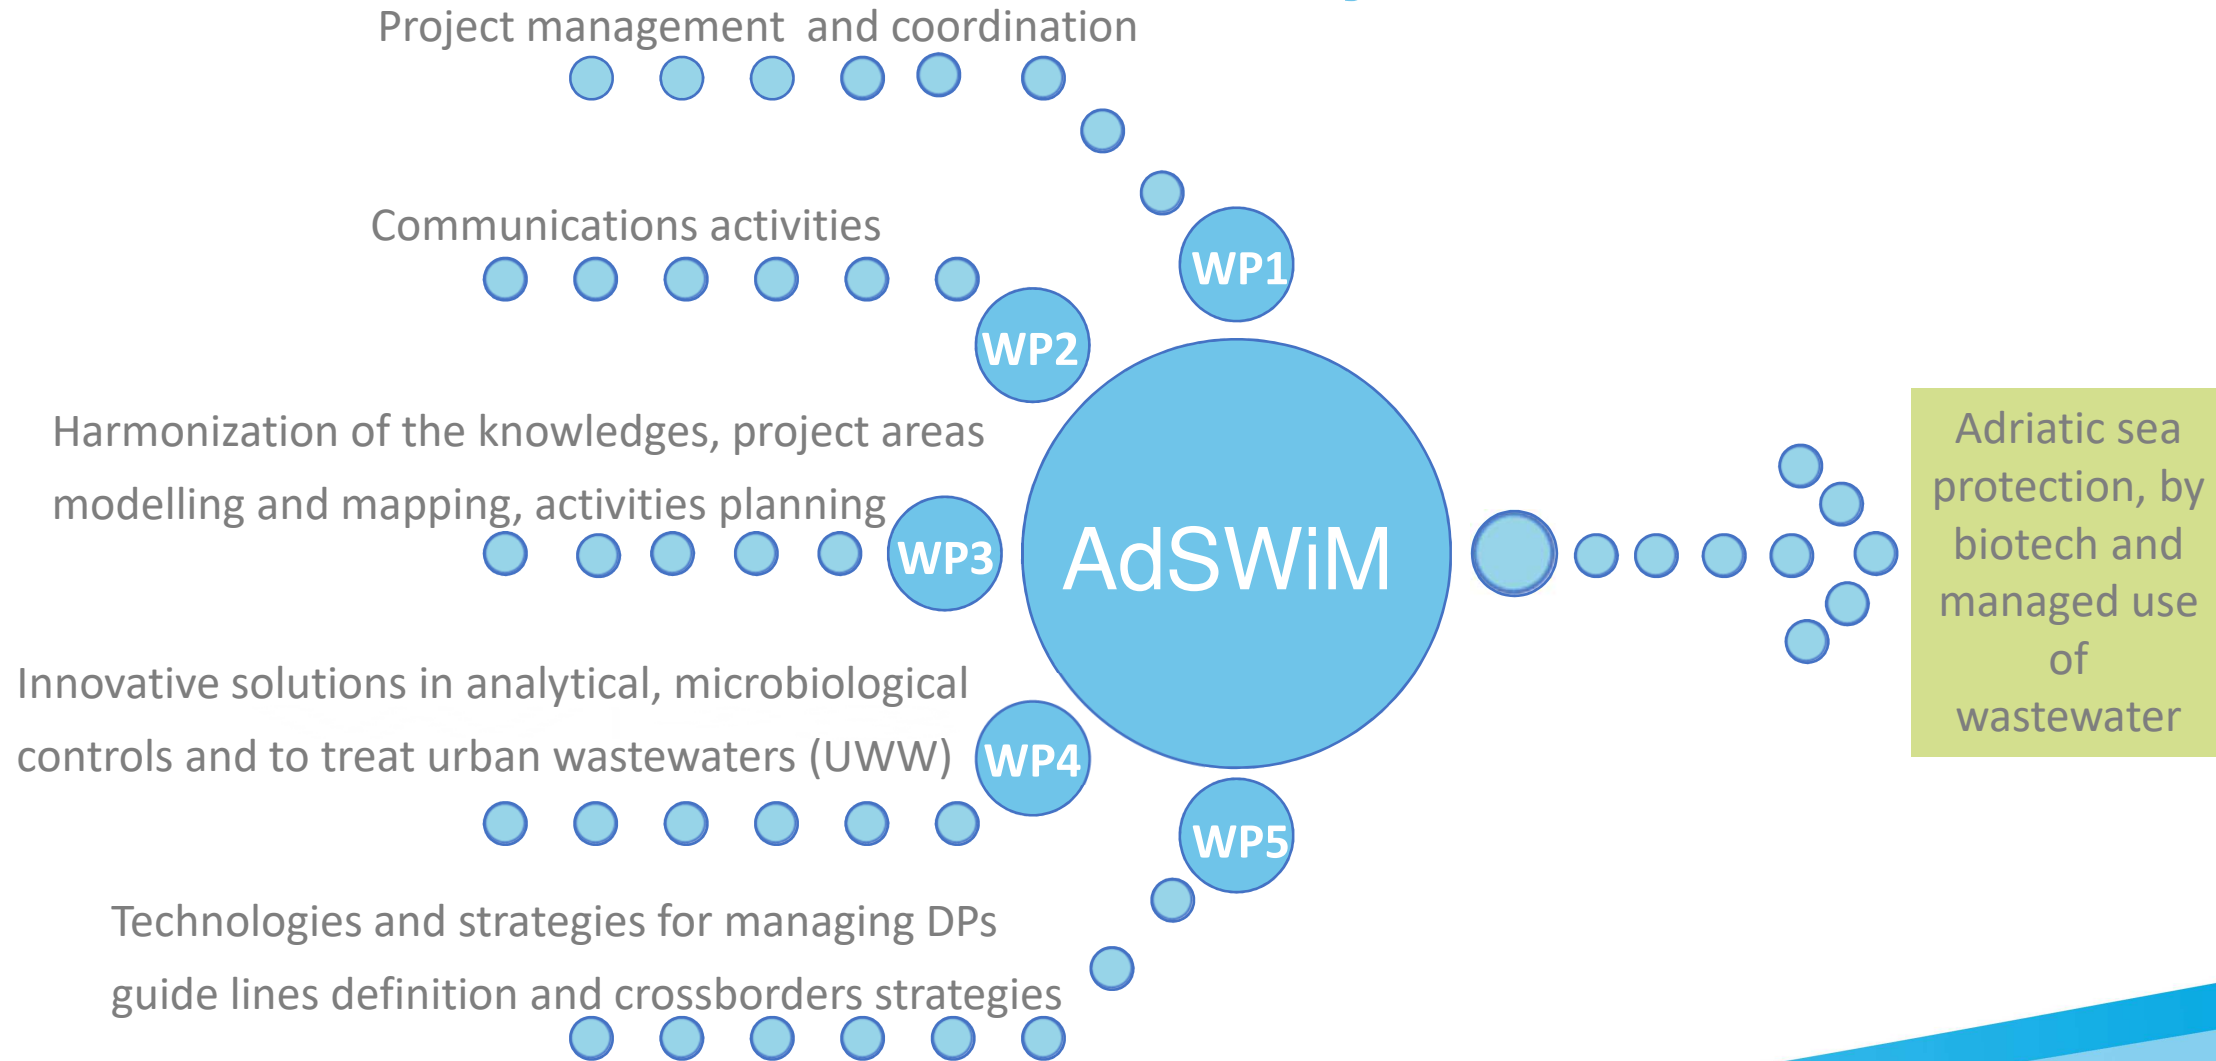 Project management and coordination
WP1
Communications activities
WP2
Harmonization of the knowledges, project areas
modelling and mapping, activities planning
WP3
AdSWiM
Innovative solutions in analytical, microbiological
controls and to treat urban wastewaters (UWW)
WP4
WP5
Technologies and strategies for managing DPs
guide lines definition and crossborders strategies
Adriatic sea
protection, by
biotech and
managed use
of
wastewater